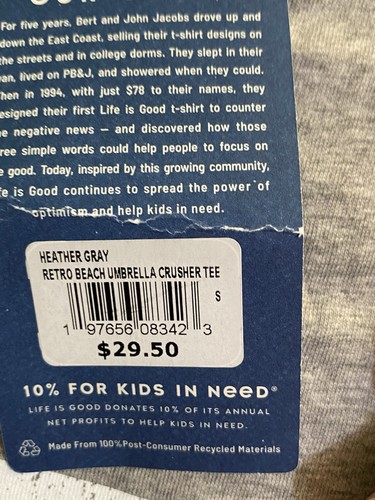 For five years, Bert and John Jacobs drove up and
down the East Coast, selling their t-shirt designs on
the streets and in college dorms. They slept in their
van, lived on PB&J, and showered when they could.
Then in 1994, with just $78 to their names, they
designed their first Life is Good t-shirt to counter
negative news — and discovered how those
three simple words could help people to focus on
good. Today, inspired by this growing community,
Life is Good continues to spread the power of
optimism and help kids in need.
HEATHER GRAY
RETRO BEACH UMBRELLA CRUSHER TEE
S
1 97656 08342 3
$29.50
10% FOR KIDS IN NeeD®
LIFE IS GOOD DONATES 10% OF ITS ANNUAL
NET PROFITS TO HELP KIDS IN NEED.
Made From 100% Post-Consumer Recycled Materials